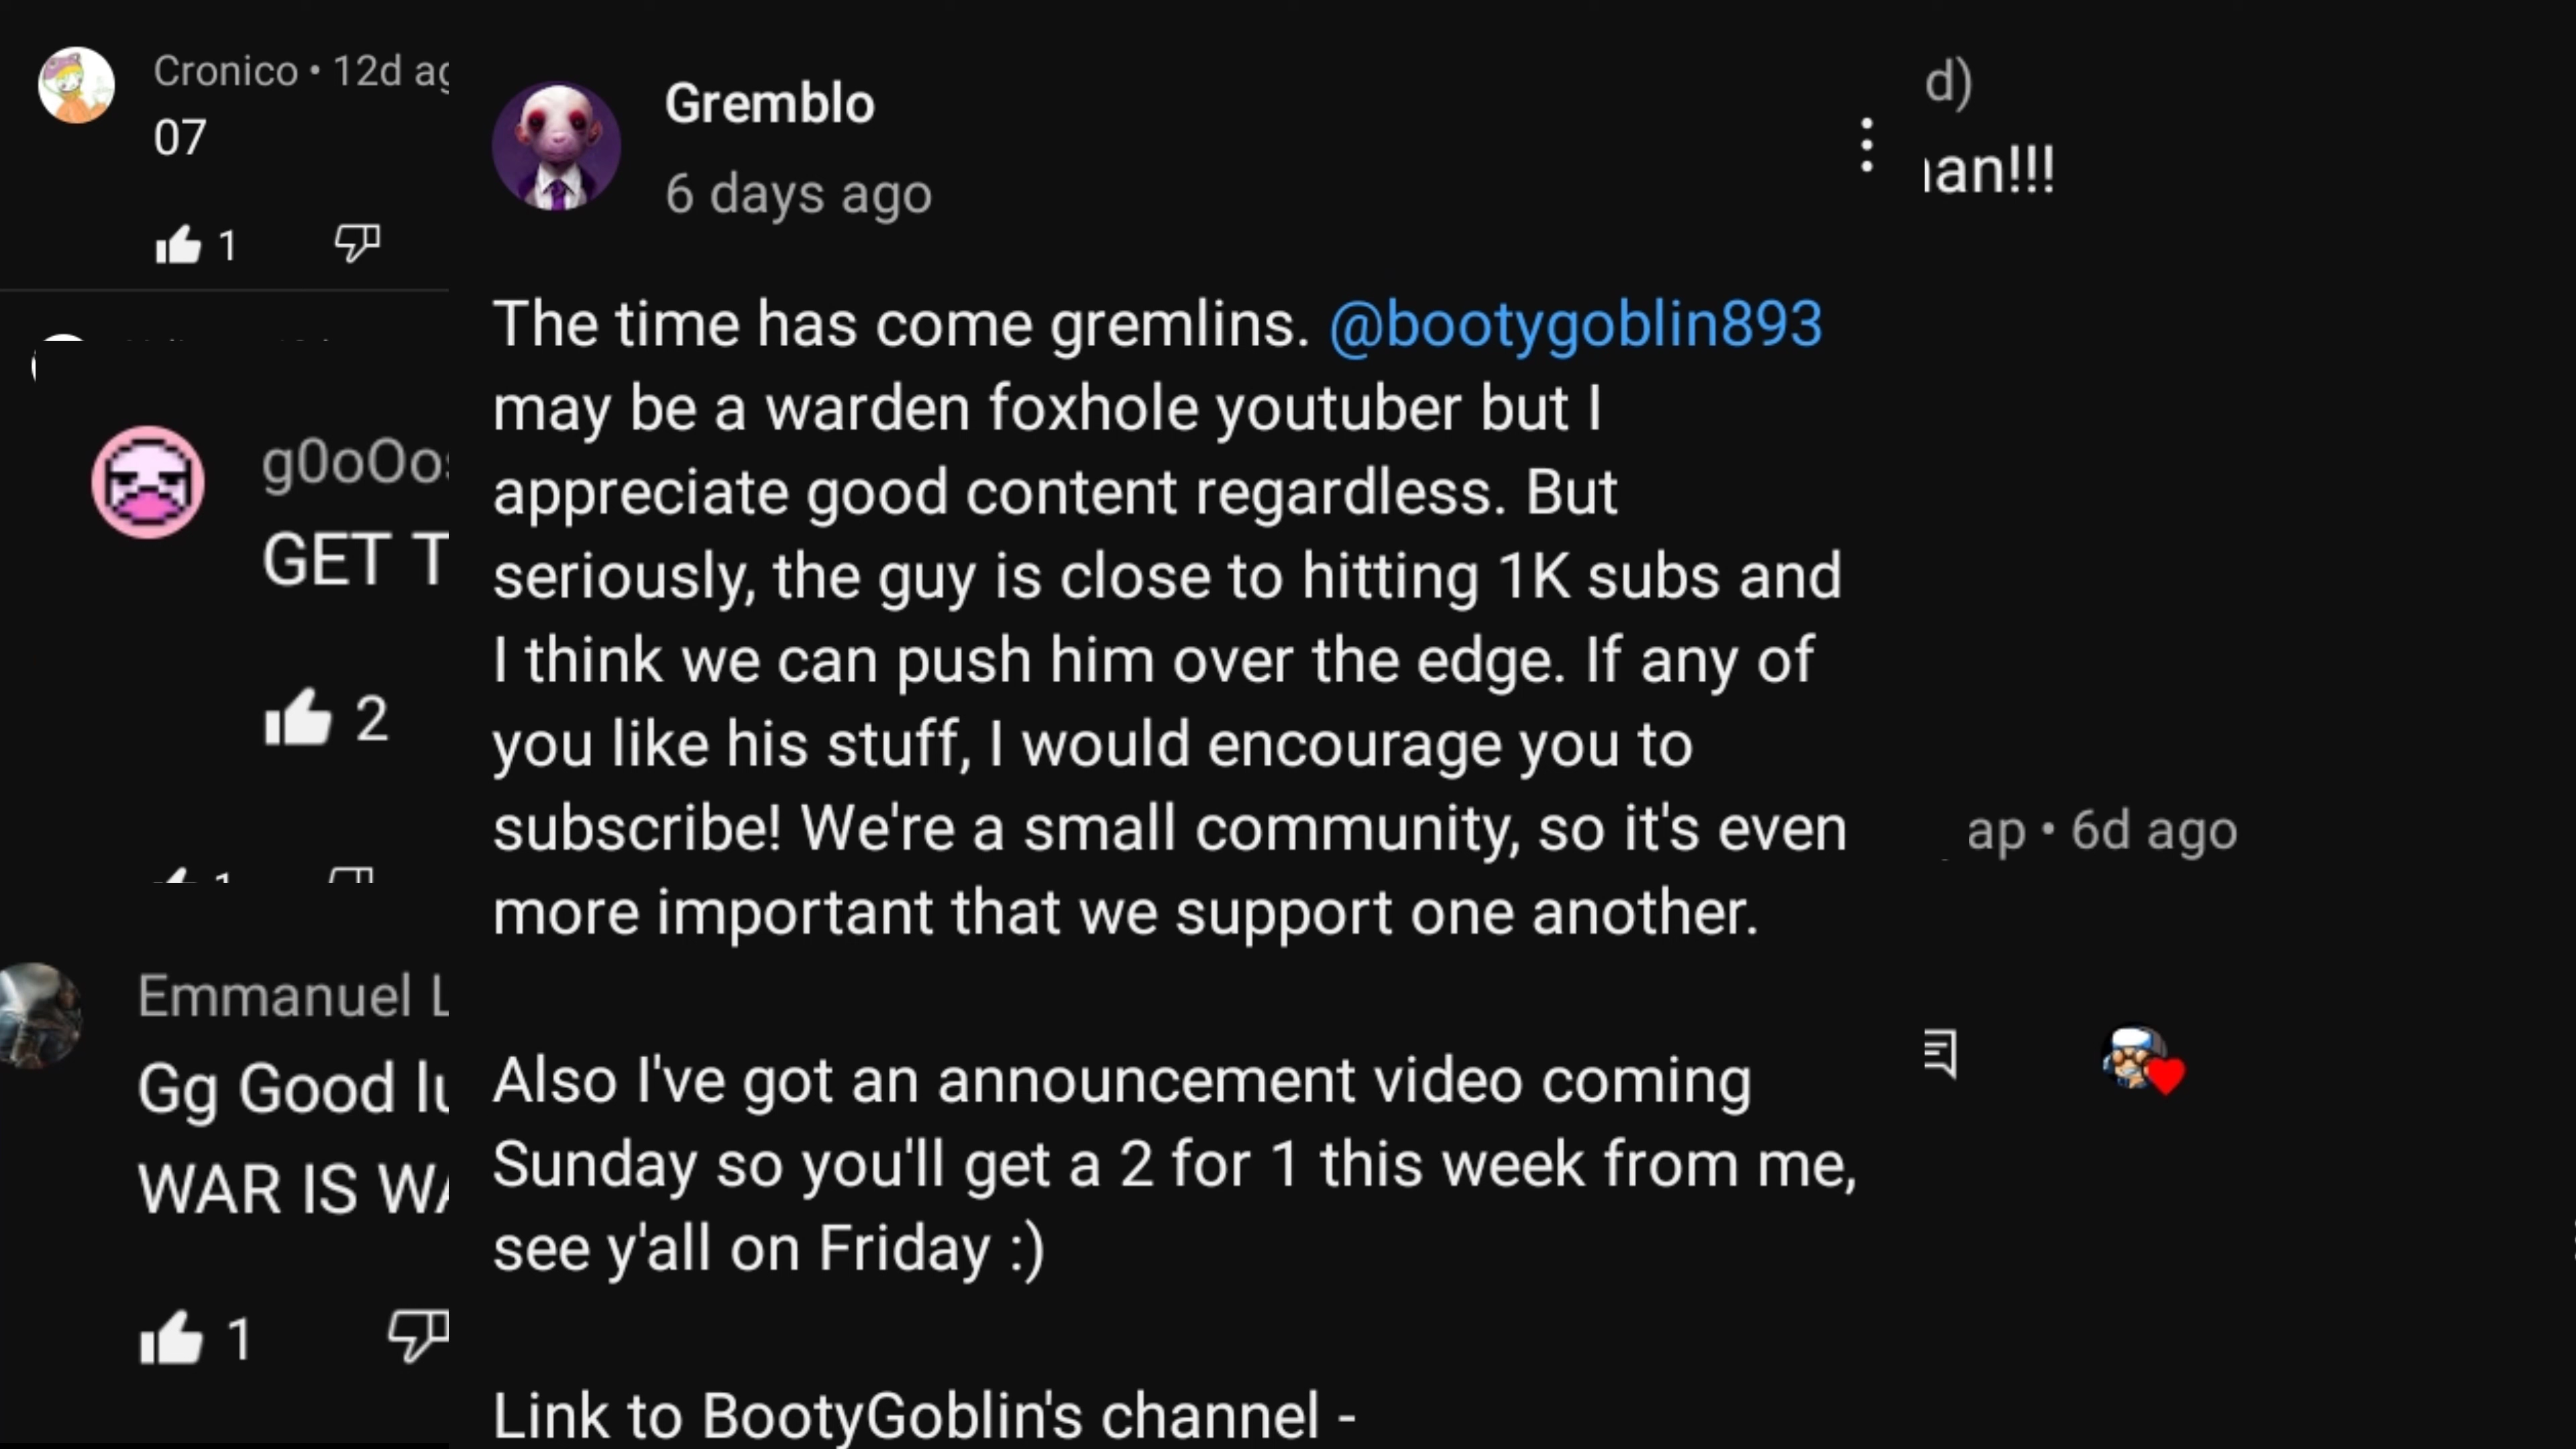 Cronico • 12d
07
1
g0oOo
GET
2
1
Emmanuel
Gg Good
WAR IS
1
Gremblo
6 days ago
The time has come gremlins. @bootygoblin893
may be a warden foxhole youtuber but I
appreciate good content regardless. But
seriously, the guy is close to hitting 1K subs and
I think we can push him over the edge. If any of
you like his stuff, I would encourage you to
subscribe! We're a small community, so it's even
more important that we support one another.
Also I've got an announcement video coming
Sunday so you'll get a 2 for 1 this week from me,
see y'all on Friday :)
Link to BootyGoblin's channel -
d)
an!!!
ap • 6d ago